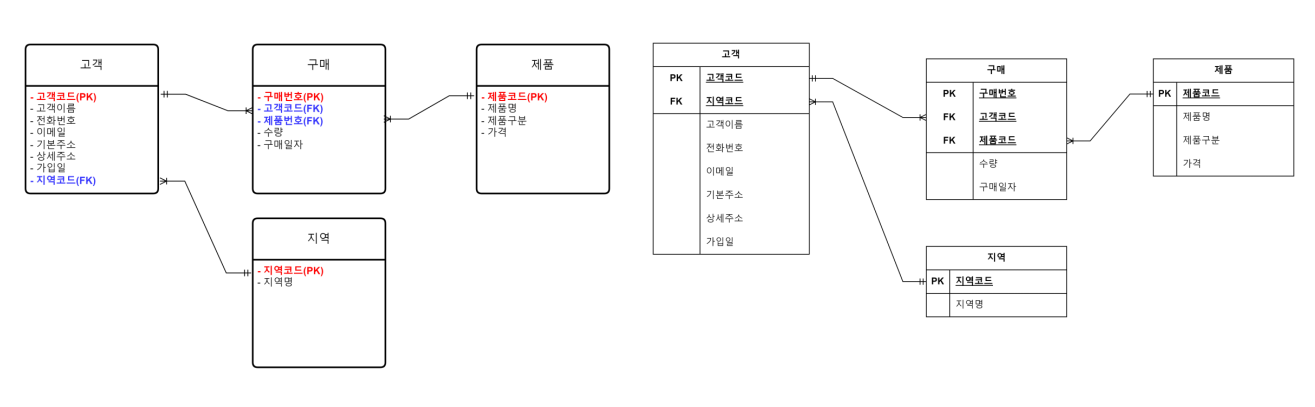 고객
- 고객코드(PK)
- 고객이름
- 전화번호
- 이메일
- 기본주소
- 상세주소
- 가입일
- 지역코드(FK)
구매
- 구매번호(PK)
- 고객코드(FK)
- 제품번호(FK)
- 수량
- 구매일자
제품
- 제품코드(PK)
- 제품명
- 제품구분
- 가격
지역
- 지역코드(PK)
- 지역명
고객
PK 고객코드
FK 지역코드
고객이름
전화번호
이메일
기본주소
상세주소
가입일
구매
PK 구매번호
FK 고객코드
FK 제품코드
수량
구매일자
제품
PK 제품코드
제품명
제품구분
가격
지역
PK 지역코드
지역명